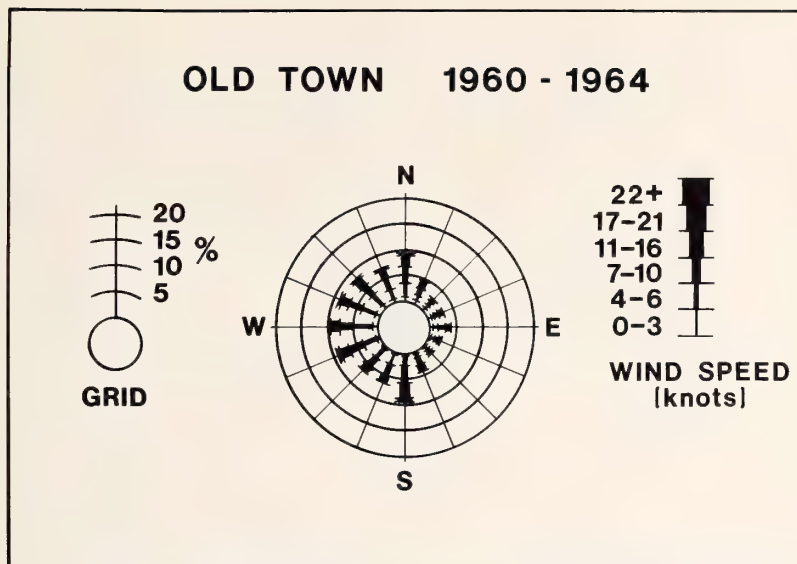 OLD TOWN 1960 - 1964
20
15 %
10
5
GRID
N
W
E
S
22+
17-21
11-16
7-10
4-6
0-3
WIND SPEED
(knots)